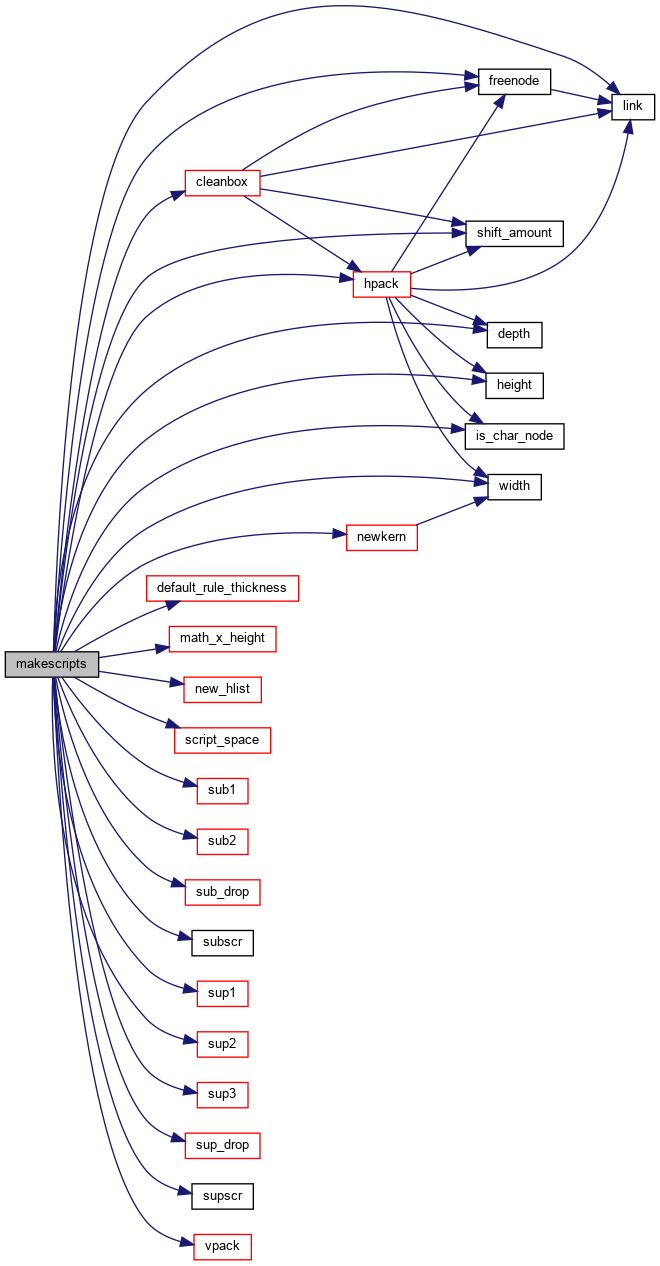 freenode
link
cleanbox
shift_amount
hpack
depth
height
is_char_node
width
newkern
default_rule_thickness
math_x_height
makescripts
new_hlist
script_space
sub1
sub2
sub_drop
subscr
sup1
sup2
sup3
sup_drop
supscr
vpack